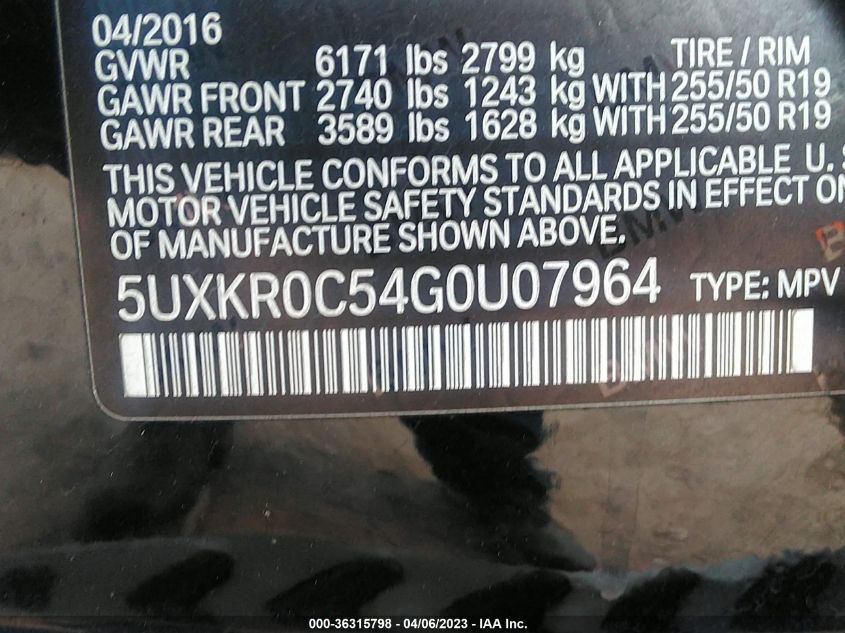 04/2016
GVWR 6171 lbs 2799 kg TIRE / RIM
GAWR FRONT 2740 lbs 1243 kg WITH 255/50 R19
GAWR REAR 3589 lbs 1628 kg WITH 255/50 R19
THIS VEHICLE CONFORMS TO ALL APPLICABLE U. S
MOTOR VEHICLE SAFETY STANDARDS IN EFFECT ON
OF MANUFACTURE SHOWN ABOVE.
5UXKR0C54G0U07964 TYPE: MPV
000-36315798 - 04/06/2023 - IAA Inc.